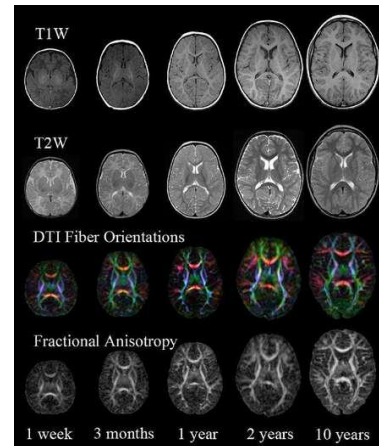 T1W
T2W
DTI Fiber Orientations
Fractional Anisotropy
1 week 3 months 1 year 2 years 10 years